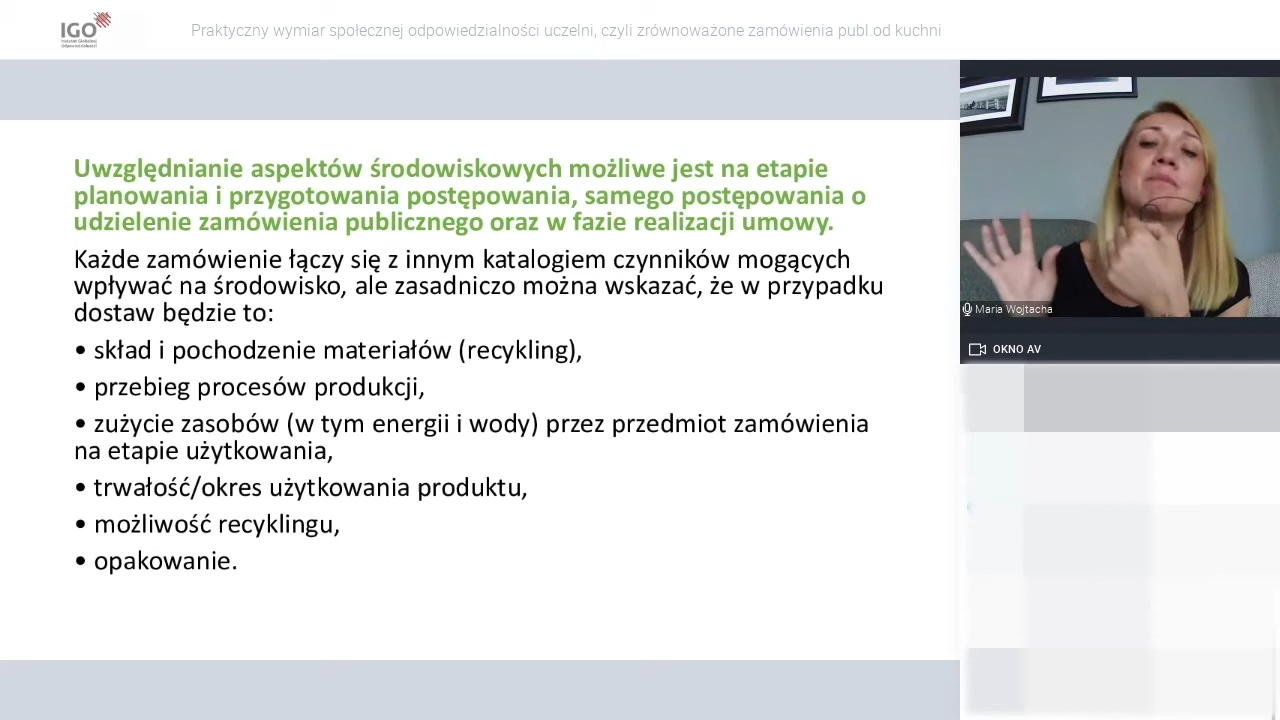 IGO
Instytut Globalnej
Odpowiedzialności
Praktyczny wymiar społecznej odpowiedzialności uczelni, czyli zrównoważone zamówienia publ.od kuchni
Uwzględnianie aspektów środowiskowych możliwe jest na etapie
planowania i przygotowania postępowania, samego postępowania o
udzielenie zamówienia publicznego oraz w fazie realizacji umowy.
Każde zamówienie łączy się z innym katalogiem czynników mogących
wpływać na środowisko, ale zasadniczo można wskazać, że w przypadku
dostaw będzie to:
• skład i pochodzenie materiałów (recykling),
• przebieg procesów produkcji,
• zużycie zasobów (w tym energii i wody) przez przedmiot zamówienia
na etapie użytkowania,
• trwałość/okres użytkowania produktu,
• możliwość recyklingu,
• opakowanie.
Maria Wojtacha
OKNO AV